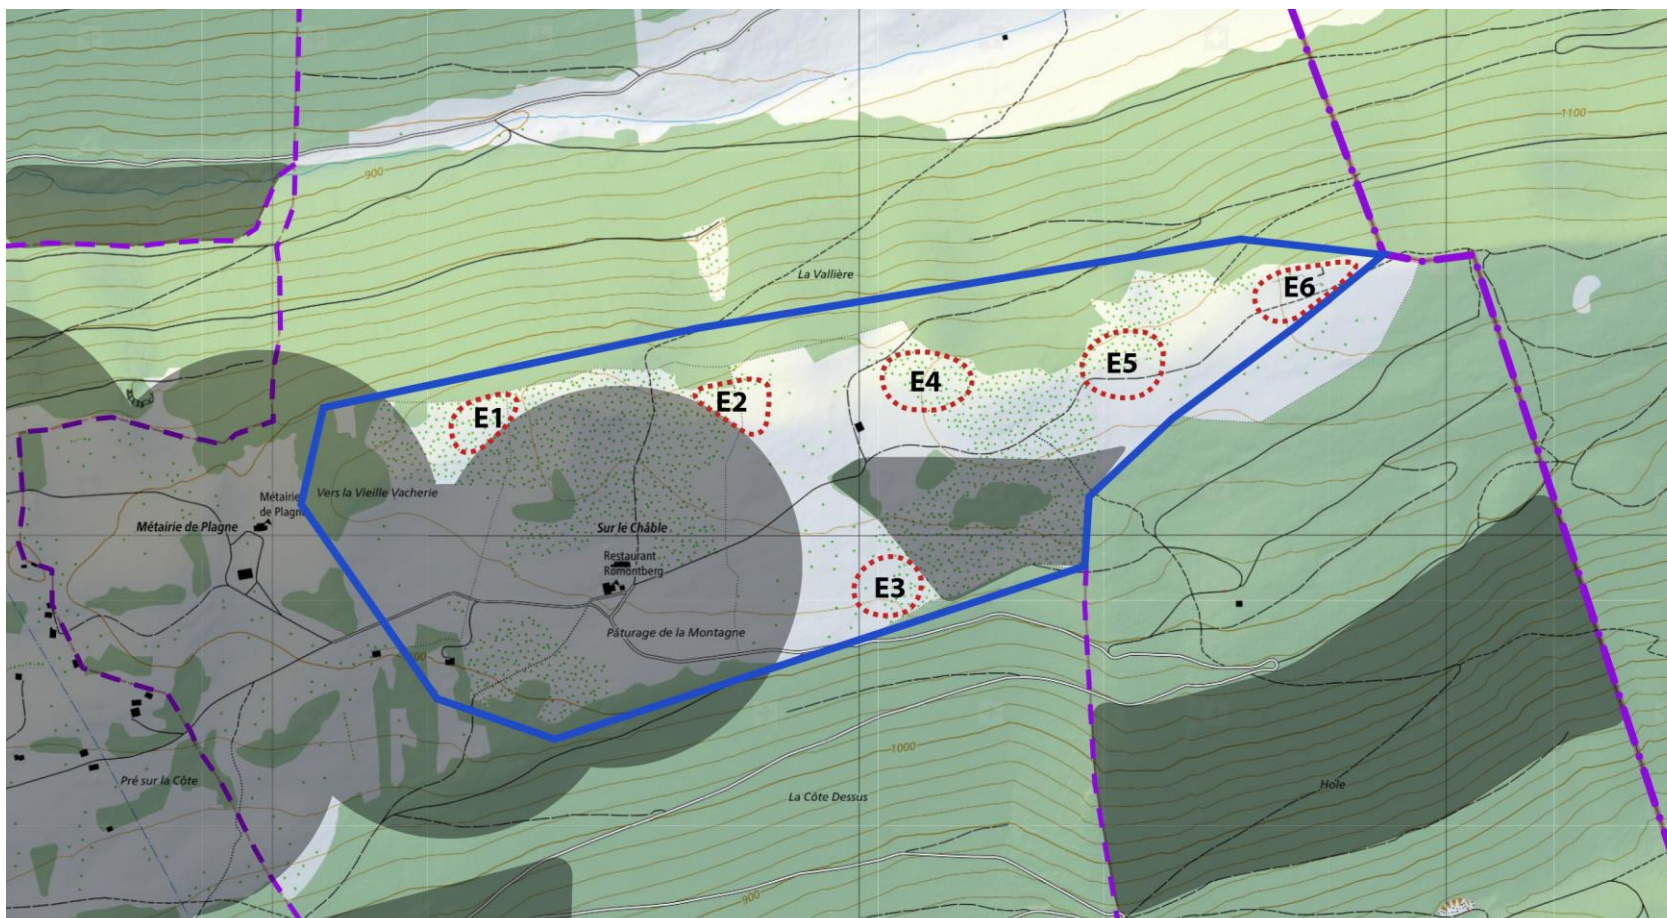 1100
900
La Vallière
E6
E5
E4
E2
E1
Vers la Vieille Vacherie
Métairie
de Plagn
Métairie de Plagne
Sur le Châble
Restaurant
Romontberg
E3
Pâturage de la Montagne
1000
Pré sur la Côte
La Côte Dessus
Hole
900